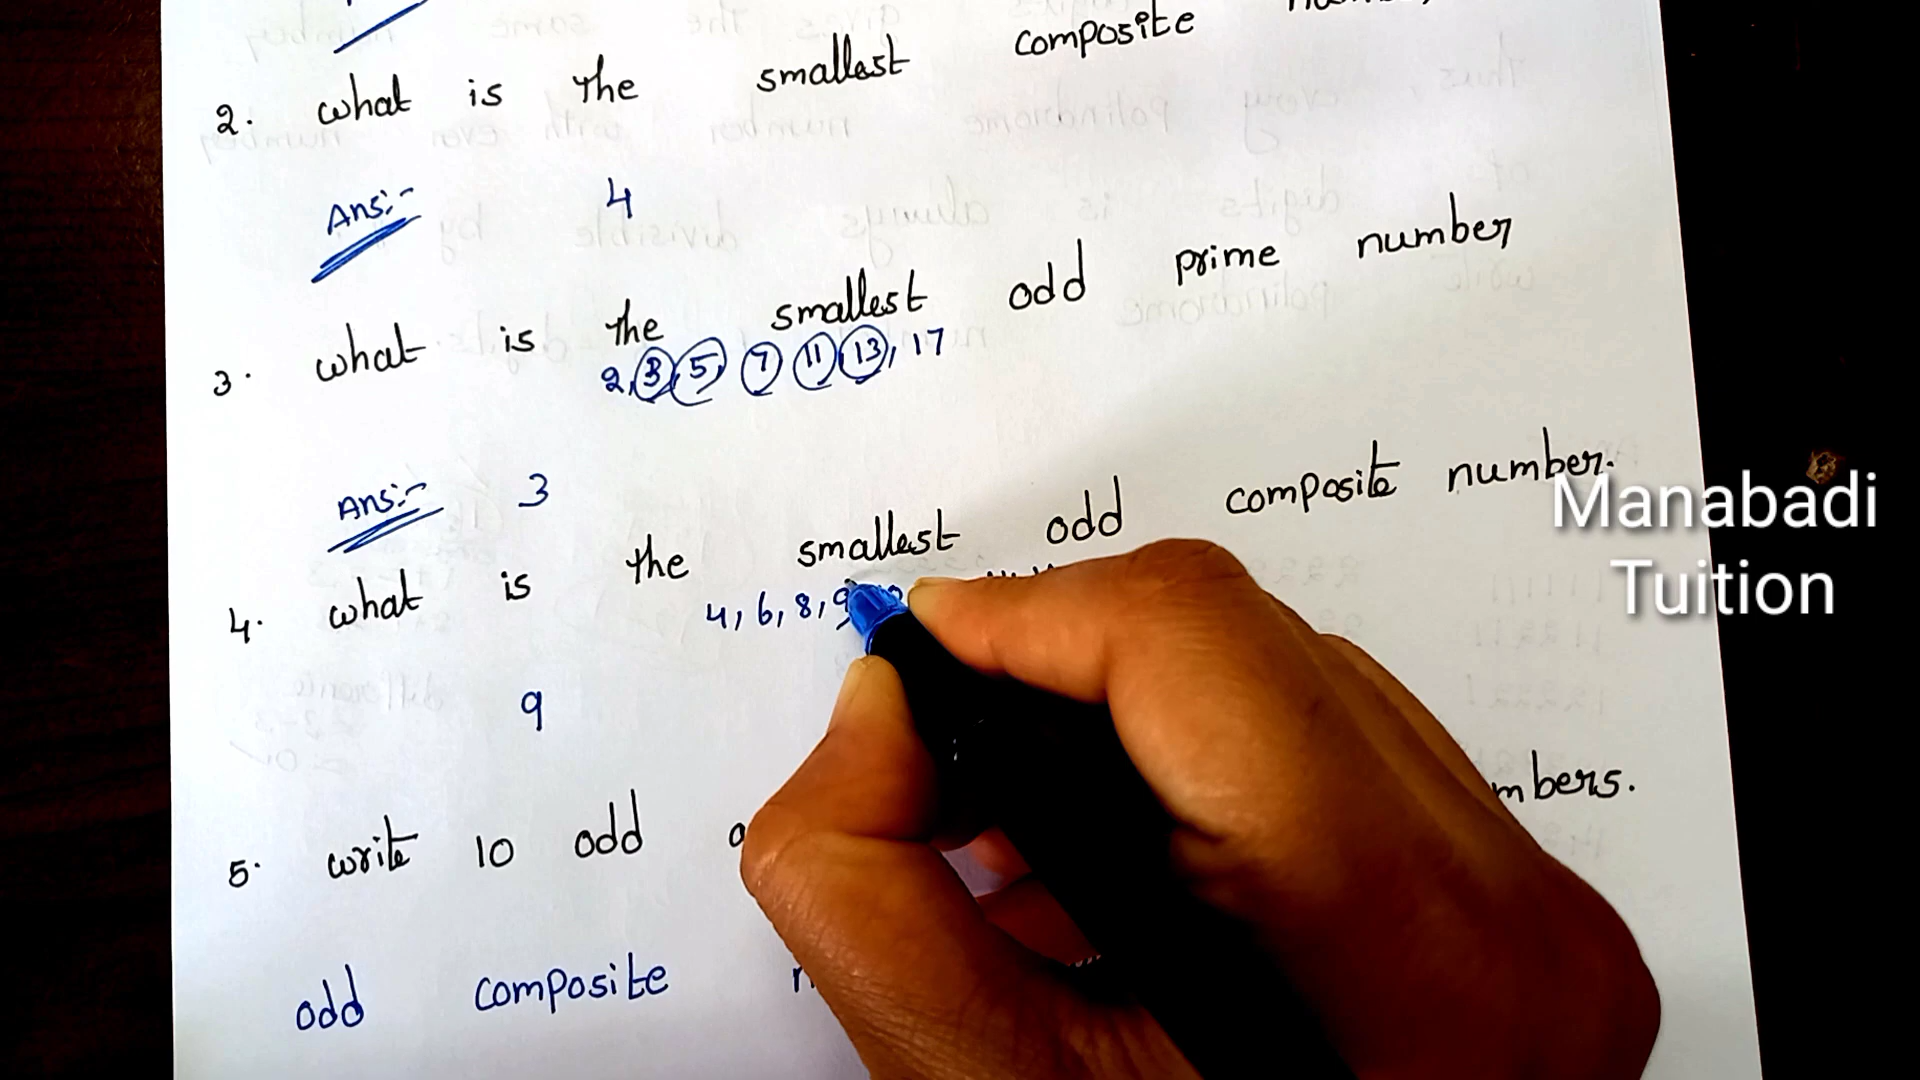 2. what is the smallest composite
Ans:- 4
3. what is the smallest odd prime number
2, 3, 5, 7 11 13, 17
Ans:- 3
4. what is the smallest odd composite number.
4, 6, 8, 9
9
5. write 10 odd mbers.
odd composite
Manabadi
Tuition